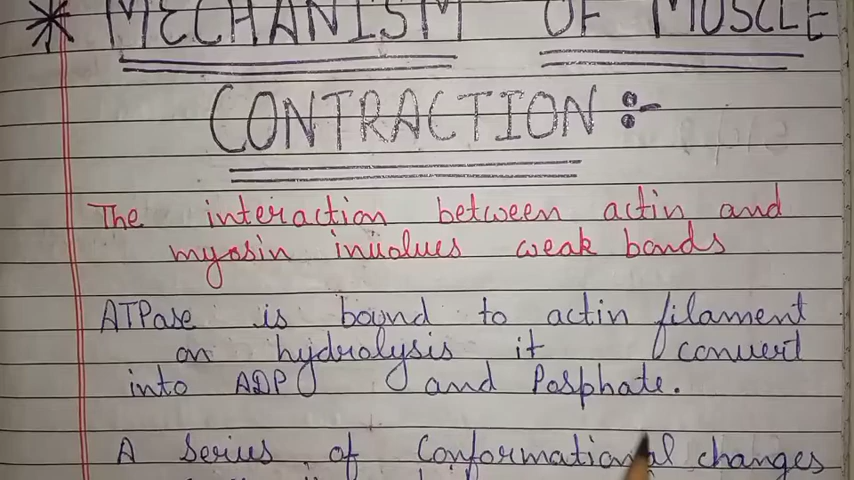 * MECHANISM OF MUSCLE
CONTRACTION :-
The interaction between actin and
myosin involves weak bonds
ATPase is bound to actin filament
on hydrolysis it convert
into ADP and Posphate.
A series of Conformational changes